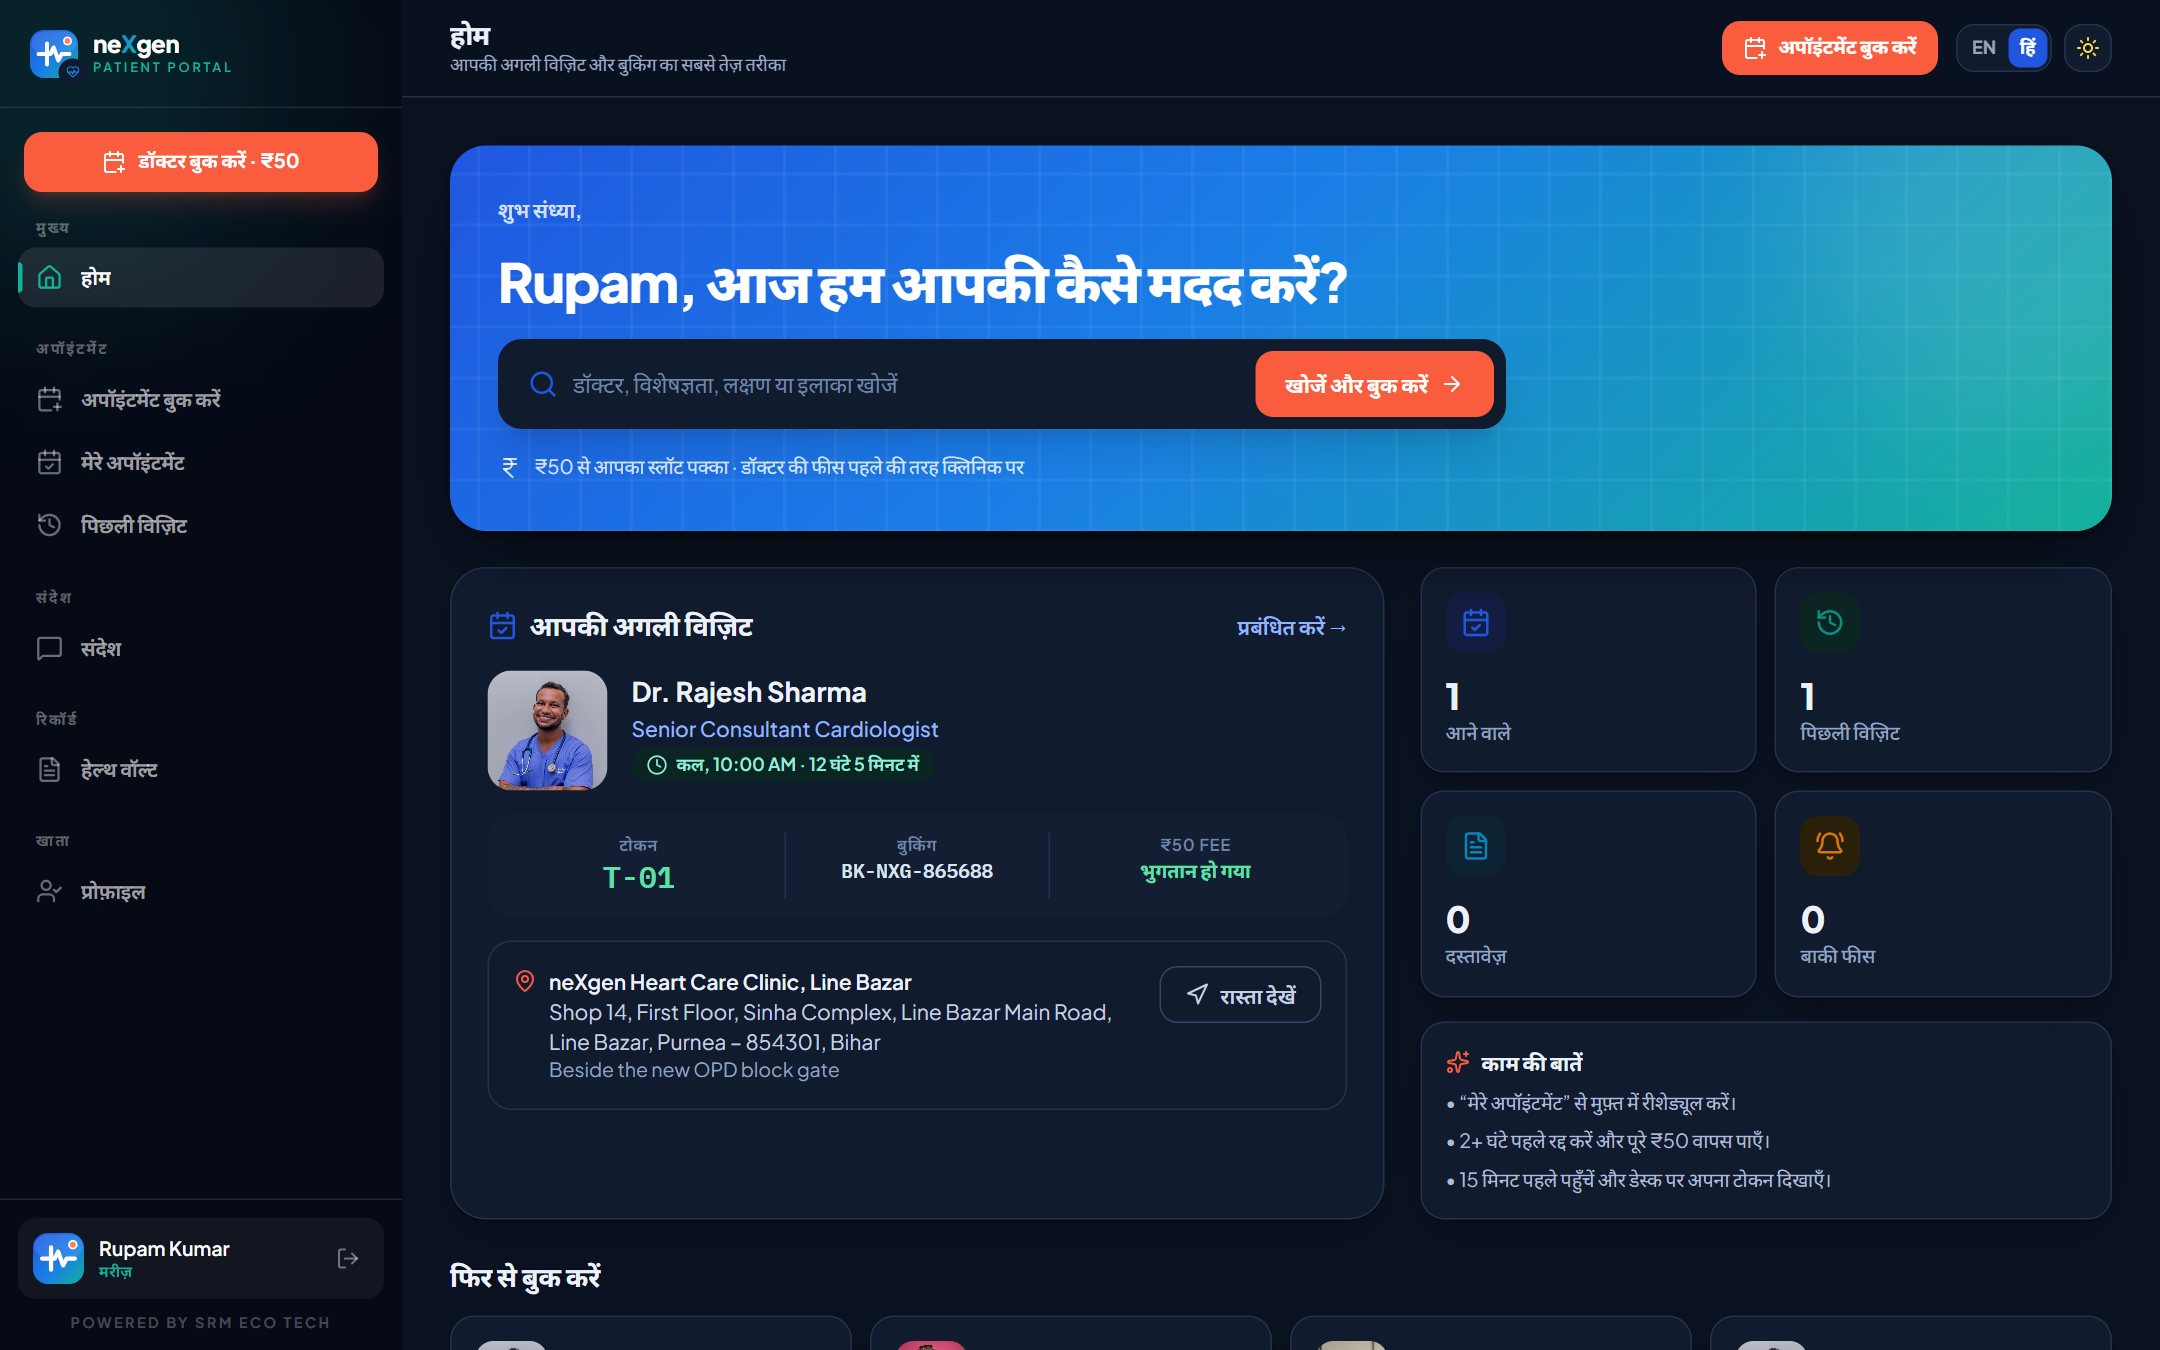 neXgen
PATIENT PORTAL
डॉक्टर बुक करें · ₹50
मुख्य
होम
अपॉइंटमेंट
अपॉइंटमेंट बुक करें
मेरे अपॉइंटमेंट
पिछली विज़िट
संदेश
संदेश
रिकॉर्ड
हेल्थ वॉल्ट
खाता
प्रोफ़ाइल
Rupam Kumar
मरीज़
POWERED BY SRM ECO TECH
होम
आपकी अगली विज़िट और बुकिंग का सबसे तेज़ तरीका
अपॉइंटमेंट बुक करें
EN
हिं
शुभ संध्या,
Rupam, आज हम आपकी कैसे मदद करें?
डॉक्टर, विशेषज्ञता, लक्षण या इलाका खोजें
खोजें और बुक करें →
₹ ₹50 से आपका स्लॉट पक्का · डॉक्टर की फीस पहले की तरह क्लिनिक पर
आपकी अगली विज़िट
प्रबंधित करें →
Dr. Rajesh Sharma
Senior Consultant Cardiologist
कल, 10:00 AM · 12 घंटे 5 मिनट में
टोकन
T-01
बुकिंग
BK-NXG-865688
₹50 FEE
भुगतान हो गया
neXgen Heart Care Clinic, Line Bazar
Shop 14, First Floor, Sinha Complex, Line Bazar Main Road,
Line Bazar, Purnea – 854301, Bihar
Beside the new OPD block gate
रास्ता देखें
1
आने वाले
1
पिछली विज़िट
0
दस्तावेज़
0
बाकी फीस
काम की बातें
• “मेरे अपॉइंटमेंट” से मुफ़्त में रीशेड्यूल करें।
• 2+ घंटे पहले रद्द करें और पूरे ₹50 वापस पाएँ।
• 15 मिनट पहले पहुँचें और डेस्क पर अपना टोकन दिखाएँ।
फिर से बुक करें